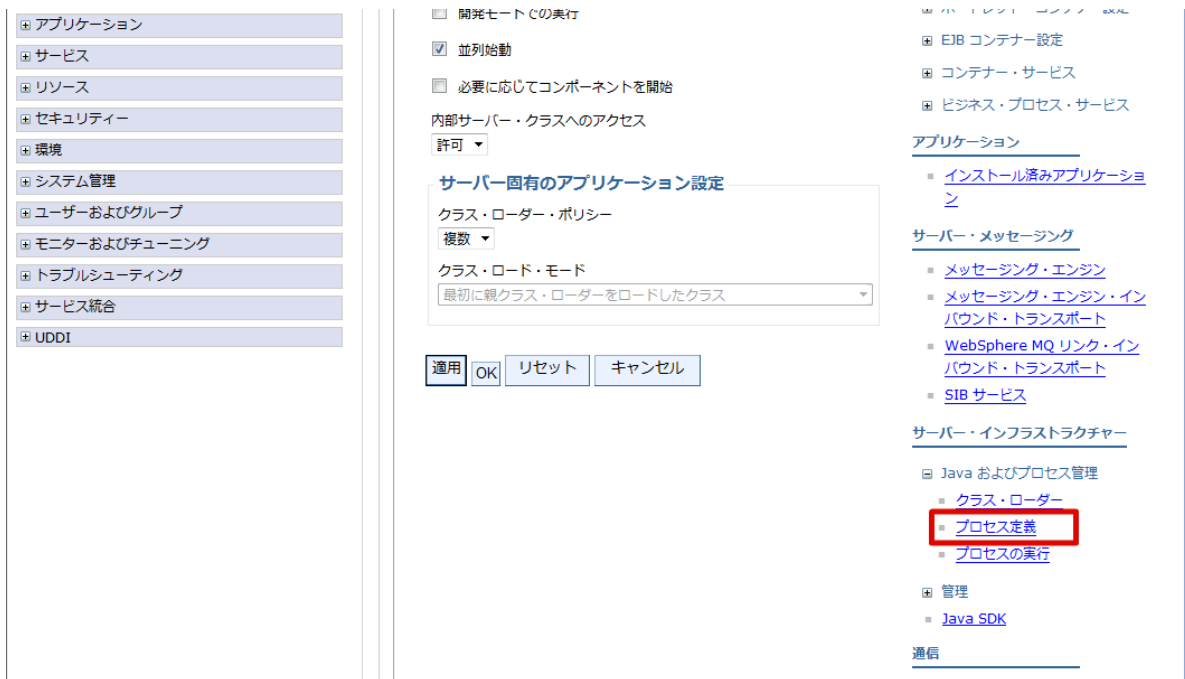 アプリケーション
サービス
リソース
セキュリティー
環境
システム管理
ユーザーおよびグループ
モニターおよびチューニング
トラブルシューティング
サービス統合
UDDI
開発モードでの実行
並列始動
必要に応じてコンポーネントを開始
内部サーバー・クラスへのアクセス
許可
サーバー固有のアプリケーション設定
クラス・ローダー・ポリシー
複数
クラス・ロード・モード
最初に親クラス・ローダーをロードしたクラス
適用
OK
リセット
キャンセル
EJB コンテナー設定
コンテナー・サービス
ビジネス・プロセス・サービス
アプリケーション
インストール済みアプリケーショ
ン
サーバー・メッセージング
メッセージング・エンジン
メッセージング・エンジン・イン
バウンド・トランスポート
WebSphere MQ リンク・イン
バウンド・トランスポート
SIB サービス
サーバー・インフラストラクチャー
Java およびプロセス管理
クラス・ローダー
プロセス定義
プロセスの実行
管理
Java SDK
通信